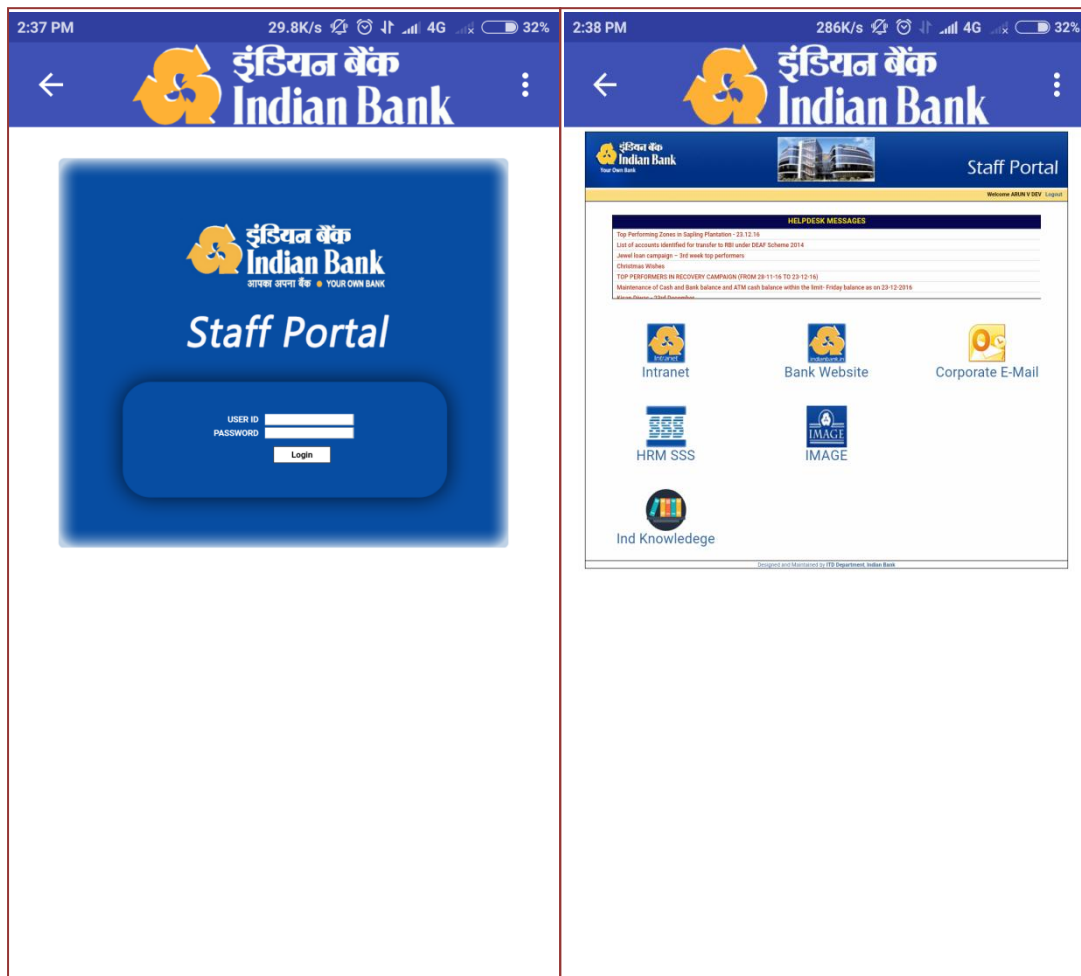 2:37 PM
29.8K/s 4G 32%
इंडियन बैंक
Indian Bank
इंडियन बैंक
Indian Bank
आपका अपना बैंक ● YOUR OWN BANK
Staff Portal
USER ID
PASSWORD
Login
2:38 PM
286K/s 4G 32%
इंडियन बैंक
Indian Bank
इंडियन बैंक
Indian Bank
Your Own Bank
Staff Portal
Welcome ARUN V DEV Logout
HELPDESK MESSAGES
Top Performing Zones in Sapling Plantation - 23.12.16
List of accounts identified for transfer to RBI under DEAF Scheme 2014
Jewel loan campaign – 3rd week top performers
Christmas Wishes
TOP PERFORMERS IN RECOVERY CAMPAIGN (FROM 28-11-16 TO 23-12-16)
Maintenance of Cash and Bank balance and ATM cash balance within the limit- Friday balance as on 23-12-2016
Kisan Diwas - 23rd December
Intranet
indianbank.in
Intranet
Bank Website
Corporate E-Mail
IMAGE
HRM SSS
IMAGE
Ind Knowledege
Designed and Maintained by ITD Department, Indian Bank